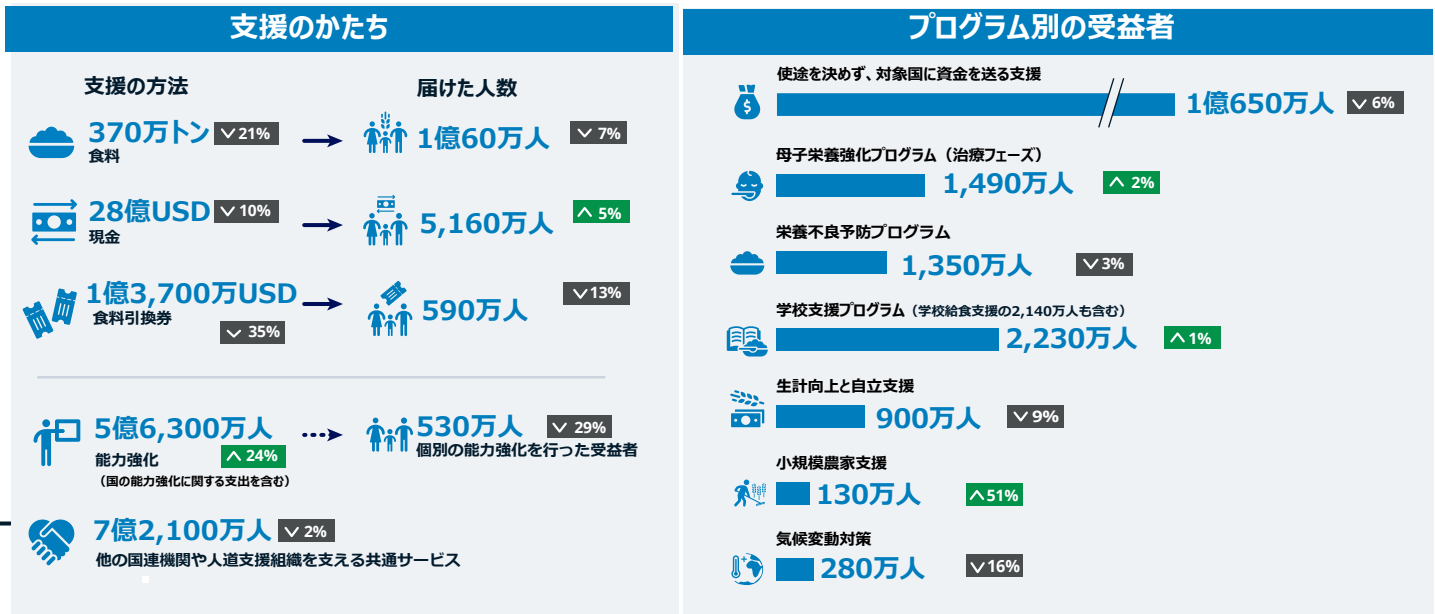 支援のかたち
支援の方法
届けた人数
370万トン 21%
食料
1億60万人 7%
28億USD 10%
現金
5,160万人 5%
1億3,700万USD
食料引換券
35%
590万人 13%
5億6,300万人
能力強化 24%
（国の能力強化に関する支出を含む）
530万人 29%
個別の能力強化を行った受益者
7億2,100万人 2%
他の国連機関や人道支援組織を支える共通サービス
プログラム別の受益者
使途を決めず、対象国に資金を送る支援
$
1億650万人 6%
母子栄養強化プログラム（治療フェーズ）
1,490万人 2%
栄養不良予防プログラム
1,350万人 3%
学校支援プログラム（学校給食支援の2,140万人も含む）
2,230万人 1%
生計向上と自立支援
900万人 9%
小規模農家支援
130万人 51%
気候変動対策
280万人 16%